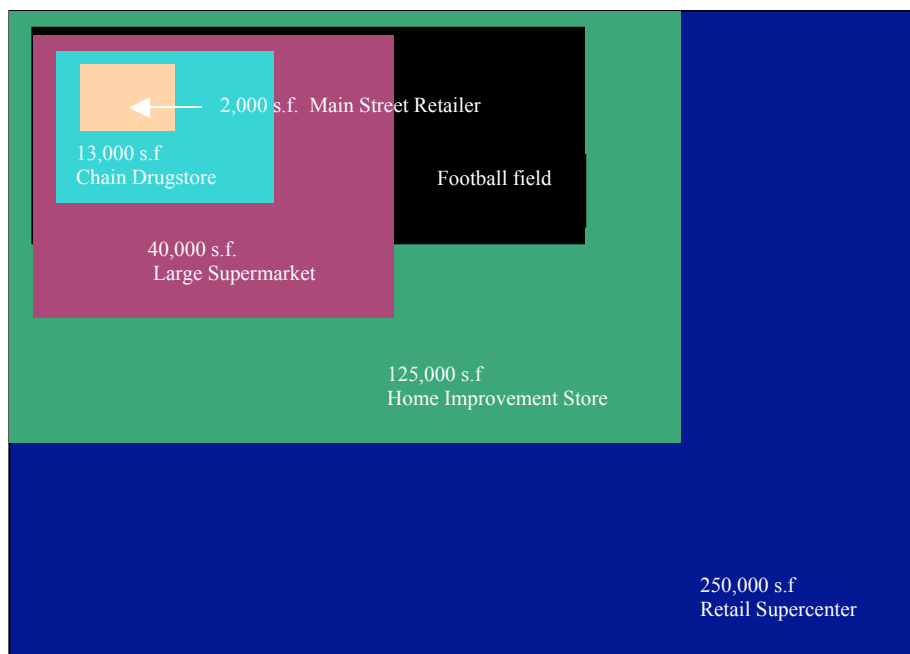 2,000 s.f. Main Street Retailer
13,000 s.f
Chain Drugstore
Football field
40,000 s.f.
Large Supermarket
125,000 s.f
Home Improvement Store
250,000 s.f
Retail Supercenter